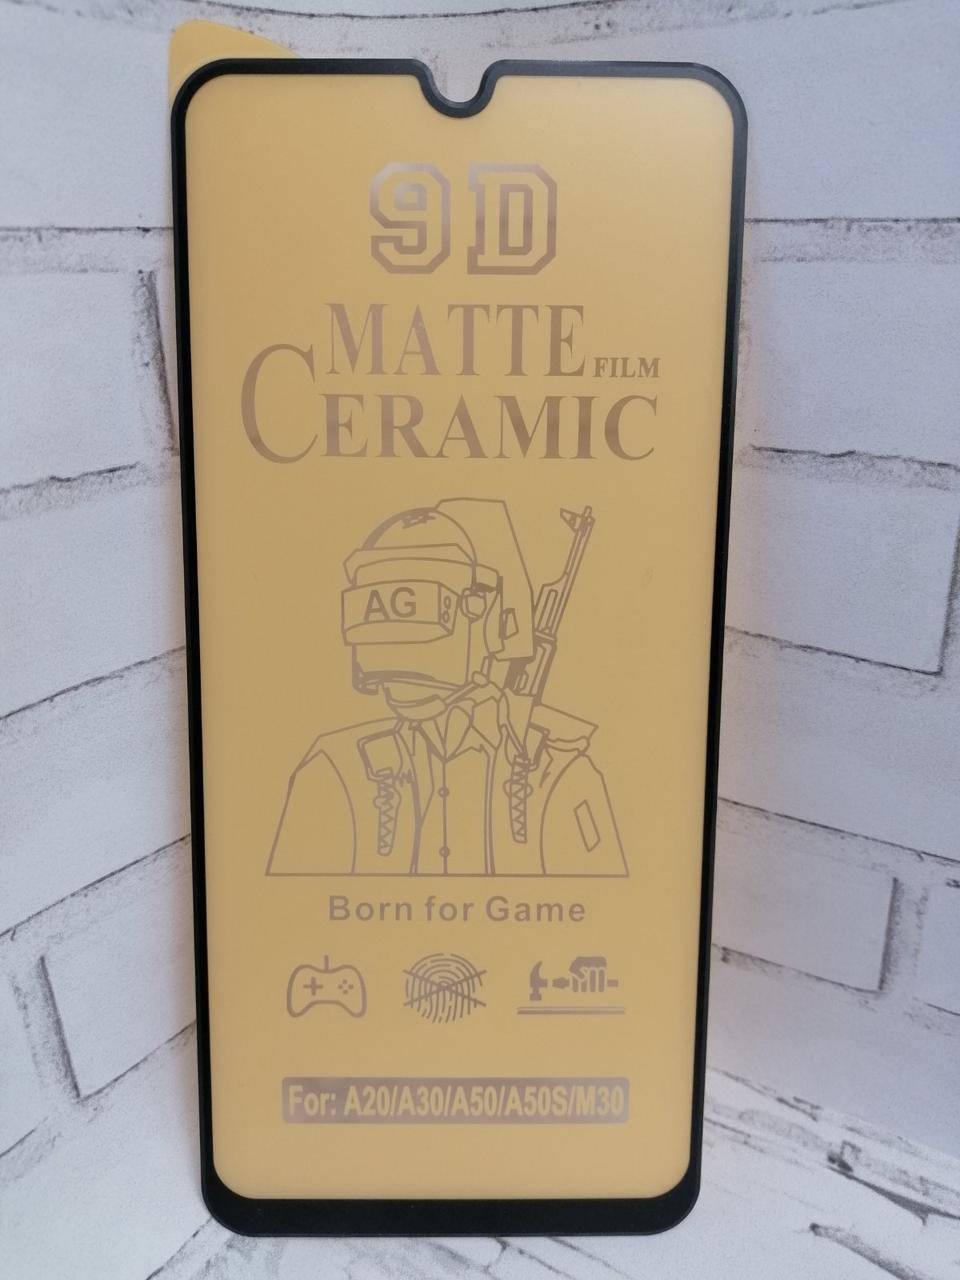 9D
MATTE FILM
CERAMIC
AG
Born for Game
For: A20/A30/A50/A50S/M30